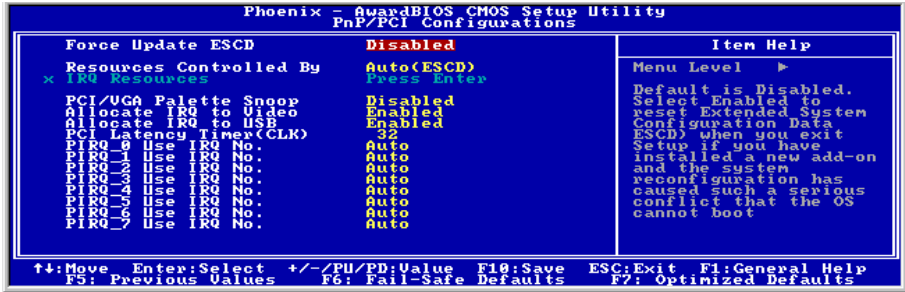 Phoenix - AwardBIOS CMOS Setup Utility
PnP/PCI Configurations
Force Update ESCD Disabled
Resources Controlled By Auto(ESCD)
x IRQ Resources Press Enter
PCI/VGA Palette Snoop Disabled
Allocate IRQ to Video Enabled
Allocate IRQ to USB Enabled
PCI Latency Timer(CLK) 32
PIRQ_0 Use IRQ No. Auto
PIRQ_1 Use IRQ No. Auto
PIRQ_2 Use IRQ No. Auto
PIRQ_3 Use IRQ No. Auto
PIRQ_4 Use IRQ No. Auto
PIRQ_5 Use IRQ No. Auto
PIRQ_6 Use IRQ No. Auto
PIRQ_7 Use IRQ No. Auto
Item Help
Menu Level ►
Default is Disabled.
Select Enabled to
reset Extended System
Configuration Data
ESCD) when you exit
Setup if you have
installed a new add-on
and the system
reconfiguration has
caused such a serious
conflict that the OS
cannot boot
↑↓:Move Enter:Select +/-/PU/PD:Value F10:Save ESC:Exit F1:General Help
F5: Previous Values F6: Fail-Safe Defaults F7: Optimized Defaults